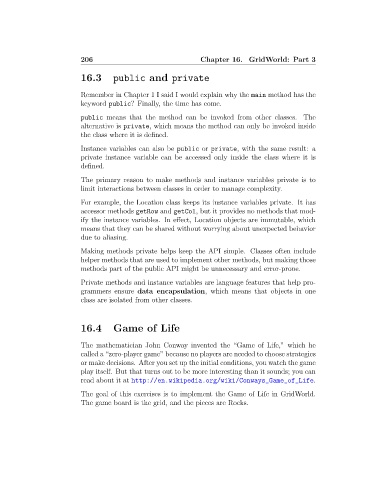 206 Chapter 16. GridWorld: Part 3
16.3 public and private
Remember in Chapter 1 I said I would explain why the main method has the
keyword public? Finally, the time has come.
public means that the method can be invoked from other classes. The
alternative is private, which means the method can only be invoked inside
the class where it is defined.
Instance variables can also be public or private, with the same result: a
private instance variable can be accessed only inside the class where it is
defined.
The primary reason to make methods and instance variables private is to
limit interactions between classes in order to manage complexity.
For example, the Location class keeps its instance variables private. It has
accessor methods getRow and getCol, but it provides no methods that mod-
ify the instance variables. In effect, Location objects are immutable, which
means that they can be shared without worrying about unexpected behavior
due to aliasing.
Making methods private helps keep the API simple. Classes often include
helper methods that are used to implement other methods, but making those
methods part of the public API might be unnecessary and error-prone.
Private methods and instance variables are language features that help pro-
grammers ensure data encapsulation, which means that objects in one
class are isolated from other classes.
16.4 Game of Life
The mathematician John Conway invented the “Game of Life,” which he
called a “zero-player game” because no players are needed to choose strategies
or make decisions. After you set up the initial conditions, you watch the game
play itself. But that turns out to be more interesting than it sounds; you can
read about it at http://en.wikipedia.org/wiki/Conways_Game_of_Life.
The goal of this exercises is to implement the Game of Life in GridWorld.
The game board is the grid, and the pieces are Rocks.